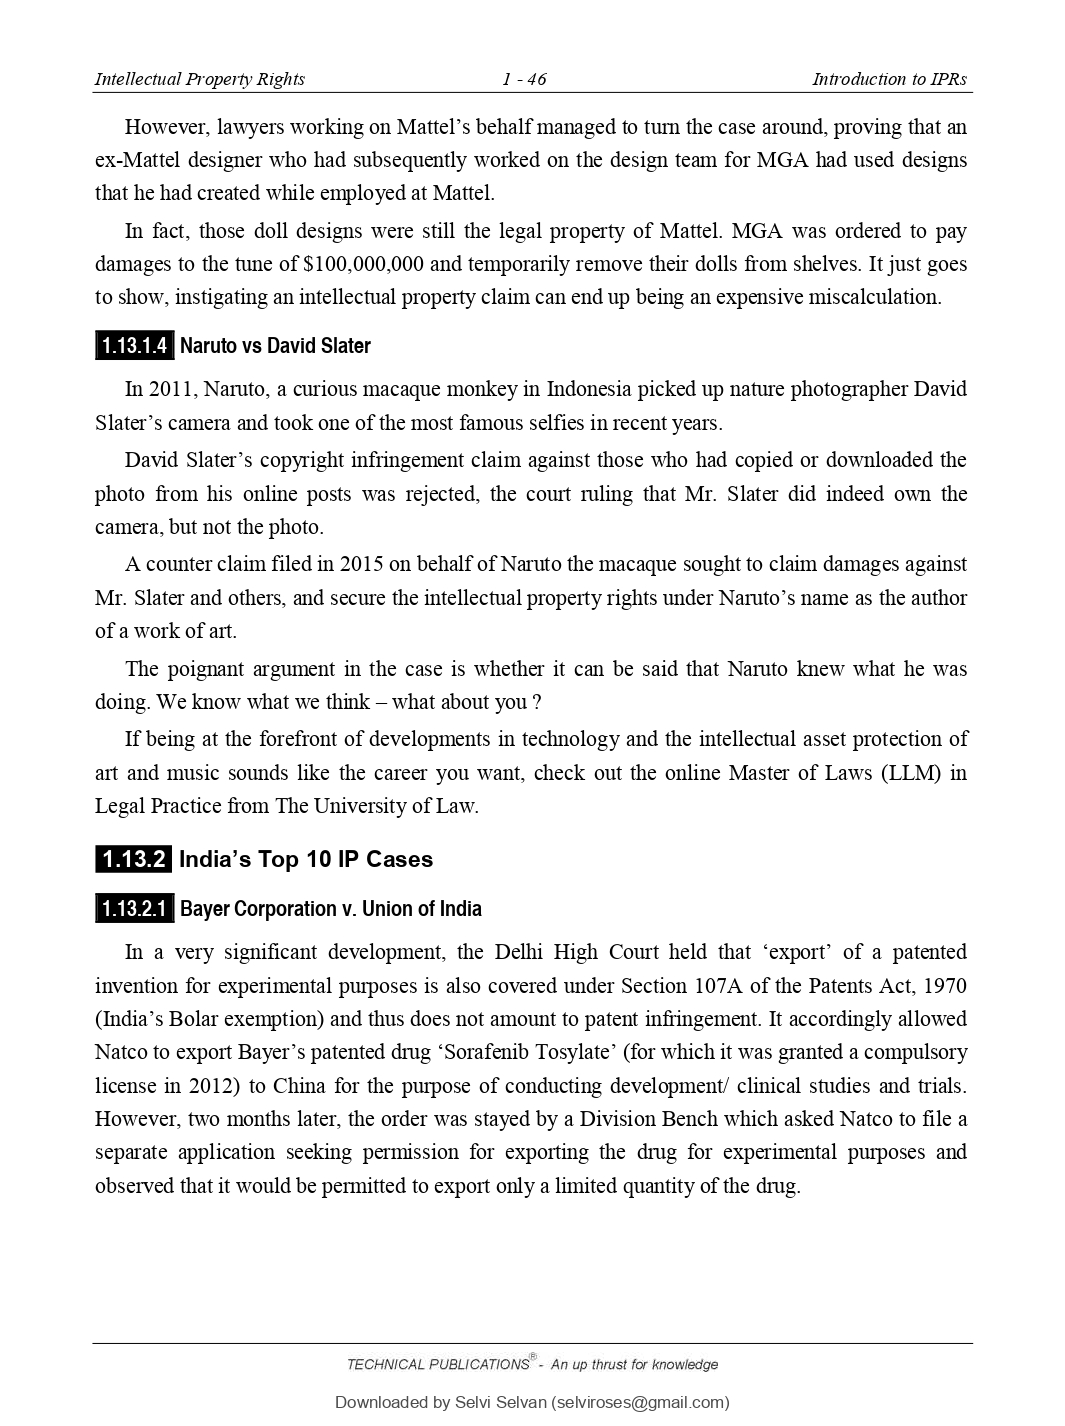 Intellectual Property Rights 1 - 46 Introduction to IPRs
However, lawyers working on Mattel’s behalf managed to turn the case around, proving that an
ex-Mattel designer who had subsequently worked on the design team for MGA had used designs
that he had created while employed at Mattel.
In fact, those doll designs were still the legal property of Mattel. MGA was ordered to pay
damages to the tune of $100,000,000 and temporarily remove their dolls from shelves. It just goes
to show, instigating an intellectual property claim can end up being an expensive miscalculation.
1.13.1.4 Naruto vs David Slater
In 2011, Naruto, a curious macaque monkey in Indonesia picked up nature photographer David
Slater’s camera and took one of the most famous selfies in recent years.
David Slater’s copyright infringement claim against those who had copied or downloaded the
photo from his online posts was rejected, the court ruling that Mr. Slater did indeed own the
camera, but not the photo.
A counter claim filed in 2015 on behalf of Naruto the macaque sought to claim damages against
Mr. Slater and others, and secure the intellectual property rights under Naruto’s name as the author
of a work of art.
The poignant argument in the case is whether it can be said that Naruto knew what he was
doing. We know what we think – what about you ?
If being at the forefront of developments in technology and the intellectual asset protection of
art and music sounds like the career you want, check out the online Master of Laws (LLM) in
Legal Practice from The University of Law.
1.13.2 India’s Top 10 IP Cases
1.13.2.1 Bayer Corporation v. Union of India
In a very significant development, the Delhi High Court held that ‘export’ of a patented
invention for experimental purposes is also covered under Section 107A of the Patents Act, 1970
(India’s Bolar exemption) and thus does not amount to patent infringement. It accordingly allowed
Natco to export Bayer’s patented drug ‘Sorafenib Tosylate’ (for which it was granted a compulsory
license in 2012) to China for the purpose of conducting development/ clinical studies and trials.
However, two months later, the order was stayed by a Division Bench which asked Natco to file a
separate application seeking permission for exporting the drug for experimental purposes and
observed that it would be permitted to export only a limited quantity of the drug.
TECHNICAL PUBLICATIONS® - An up thrust for knowledge
Downloaded by Selvi Selvan (selviroses@gmail.com)